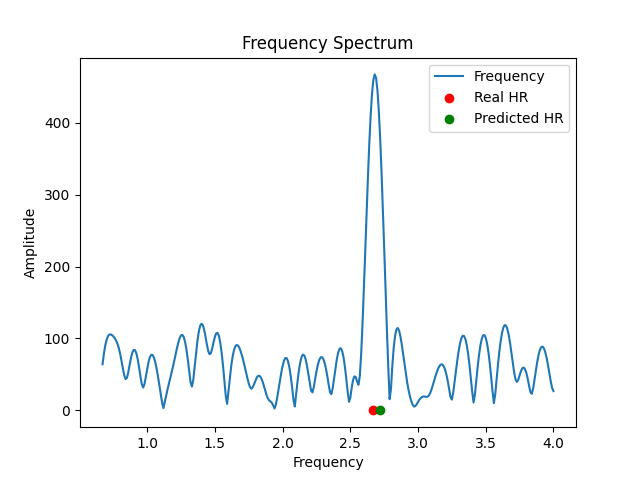 Frequency Spectrum
Frequency
Real HR
Predicted HR
400
300
200
100
0
Amplitude
1.0 1.5 2.0 2.5 3.0 3.5 4.0
Frequency